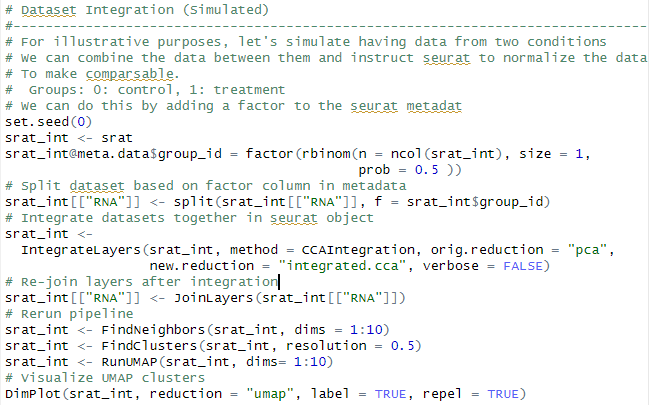 # Dataset Integration (Simulated)
#-------------------------------------------------------------------------------
# For illustrative purposes, let's simulate having data from two conditions
# We can combine the data between them and instruct seurat to normalize the data
# To make comparsable.
#  Groups: 0: control, 1: treatment
# We can do this by adding a factor to the seurat metadat
set.seed(0)
srat_int <- srat
srat_int@meta.data$group_id = factor(rbinom(n = ncol(srat_int), size = 1,
                                            prob = 0.5 ))
# Split dataset based on factor column in metadata
srat_int[["RNA"]] <- split(srat_int[["RNA"]], f = srat_int$group_id)
# Integrate datasets together in seurat object
srat_int <-
  IntegrateLayers(srat_int, method = CCAIntegration, orig.reduction = "pca",
                  new.reduction = "integrated.cca", verbose = FALSE)
# Re-join layers after integration
srat_int[["RNA"]] <- JoinLayers(srat_int[["RNA"]])
# Rerun pipeline
srat_int <- FindNeighbors(srat_int, dims = 1:10)
srat_int <- FindClusters(srat_int, resolution = 0.5)
srat_int <- RunUMAP(srat_int, dims= 1:10)
# Visualize UMAP clusters
DimPlot(srat_int, reduction = "umap", label = TRUE, repel = TRUE)